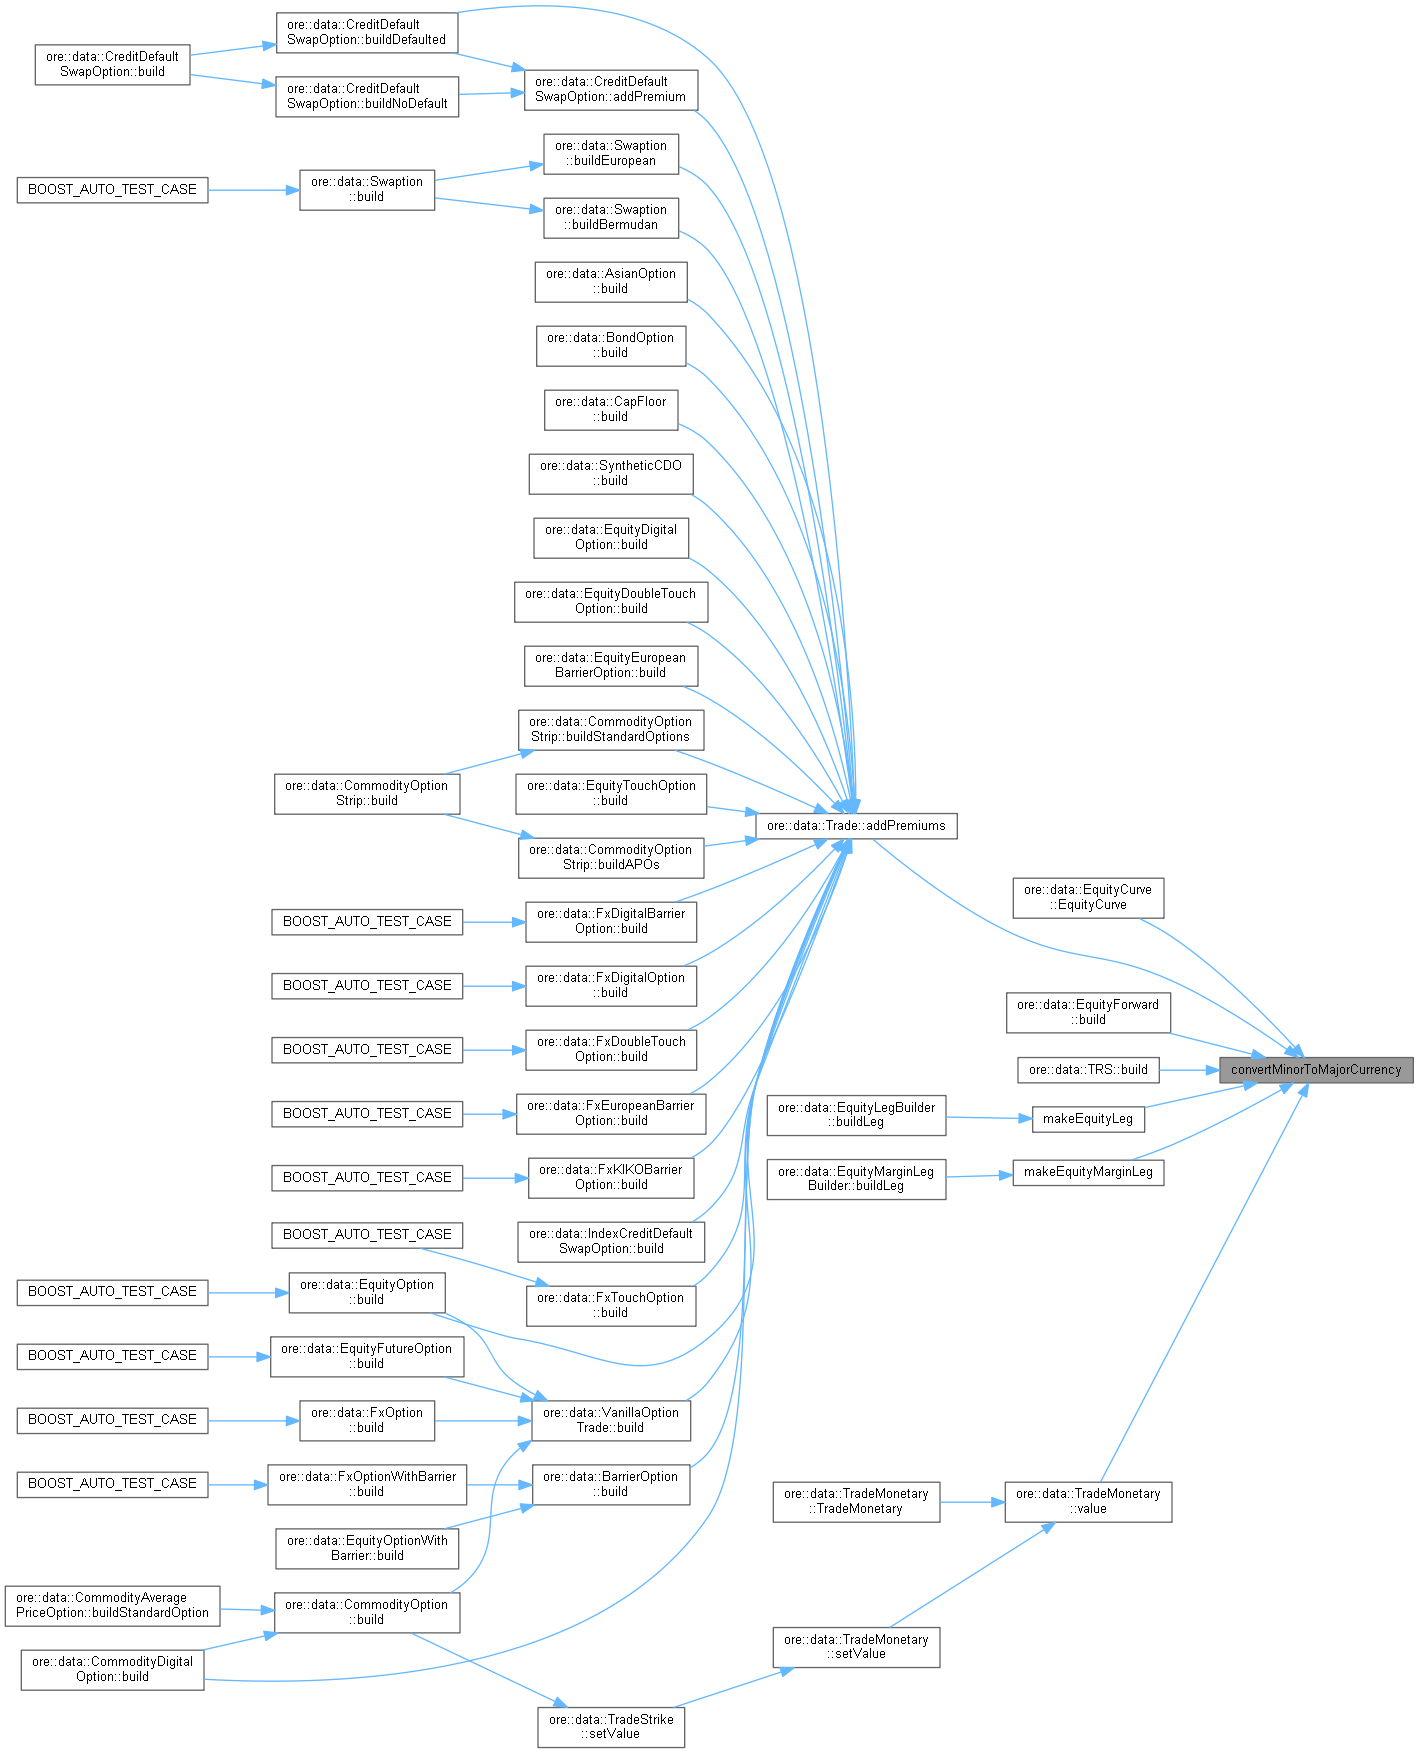 ore::data::CreditDefault
SwapOption::build
ore::data::CreditDefault
SwapOption::buildDefaulted
ore::data::CreditDefault
SwapOption::buildNoDefault
ore::data::CreditDefault
SwapOption::addPremium
ore::data::Swaption
::buildEuropean
BOOST_AUTO_TEST_CASE
ore::data::Swaption
::build
ore::data::Swaption
::buildBermudan
ore::data::AsianOption
::build
ore::data::BondOption
::build
ore::data::CapFloor
::build
ore::data::SyntheticCDO
::build
ore::data::EquityDigital
Option::build
ore::data::EquityDoubleTouch
Option::build
ore::data::EquityEuropean
BarrierOption::build
ore::data::CommodityOption
Strip::buildStandardOptions
ore::data::CommodityOption
Strip::build
ore::data::EquityTouchOption
::build
ore::data::Trade::addPremiums
ore::data::CommodityOption
Strip::buildAPOs
ore::data::EquityCurve
::EquityCurve
BOOST_AUTO_TEST_CASE
ore::data::FxDigitalBarrier
Option::build
BOOST_AUTO_TEST_CASE
ore::data::FxDigitalOption
::build
ore::data::EquityForward
::build
BOOST_AUTO_TEST_CASE
ore::data::FxDoubleTouch
Option::build
ore::data::TRS::build
convertMinorToMajorCurrency
BOOST_AUTO_TEST_CASE
ore::data::FxEuropeanBarrier
Option::build
ore::data::EquityLegBuilder
::buildLeg
makeEquityLeg
BOOST_AUTO_TEST_CASE
ore::data::FxKIKOBarrier
Option::build
ore::data::EquityMarginLeg
Builder::buildLeg
makeEquityMarginLeg
BOOST_AUTO_TEST_CASE
ore::data::IndexCreditDefault
SwapOption::build
BOOST_AUTO_TEST_CASE
ore::data::EquityOption
::build
ore::data::FxTouchOption
::build
BOOST_AUTO_TEST_CASE
ore::data::EquityFutureOption
::build
BOOST_AUTO_TEST_CASE
ore::data::FxOption
::build
ore::data::VanillaOption
Trade::build
BOOST_AUTO_TEST_CASE
ore::data::FxOptionWithBarrier
::build
ore::data::BarrierOption
::build
ore::data::TradeMonetary
::TradeMonetary
ore::data::TradeMonetary
::value
ore::data::EquityOptionWith
Barrier::build
ore::data::CommodityAverage
PriceOption::buildStandardOption
ore::data::CommodityOption
::build
ore::data::CommodityDigital
Option::build
ore::data::TradeMonetary
::setValue
ore::data::TradeStrike
::setValue